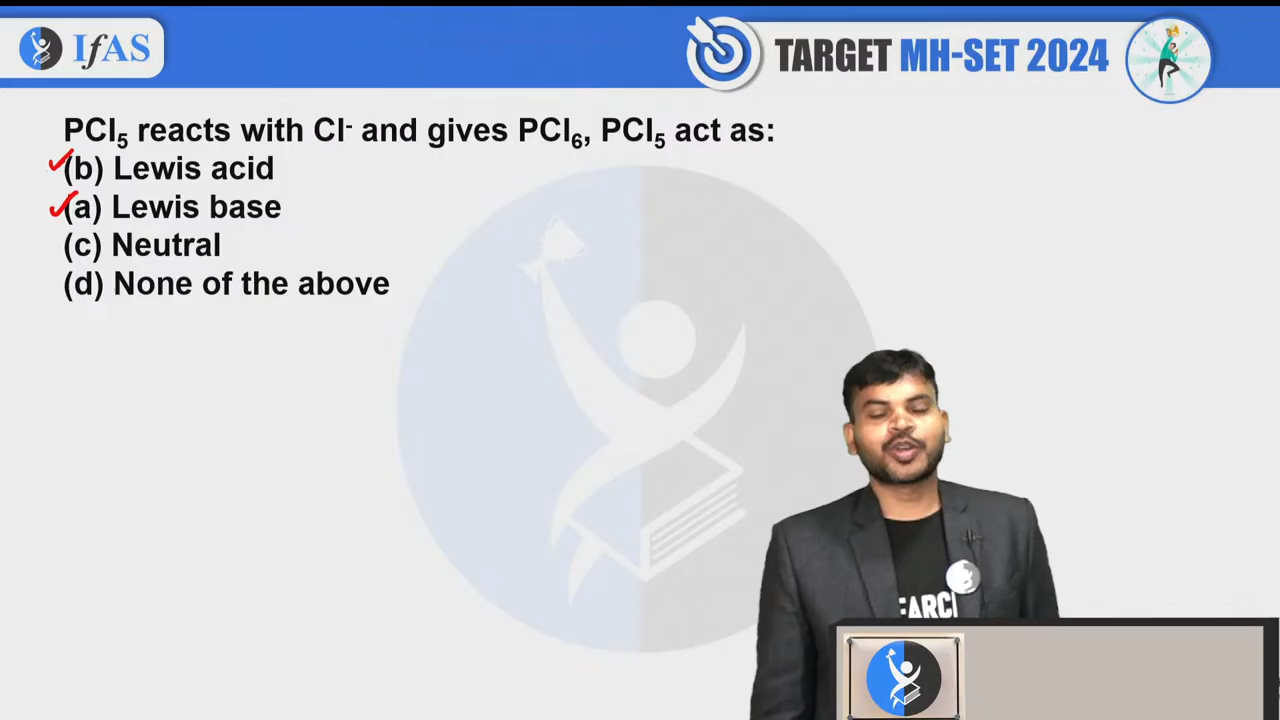 IfAS
TARGET MH-SET 2024
PCl₅ reacts with Cl⁻ and gives PCl₆, PCl₅ act as:
(b) Lewis acid
(a) Lewis base
(c) Neutral
(d) None of the above